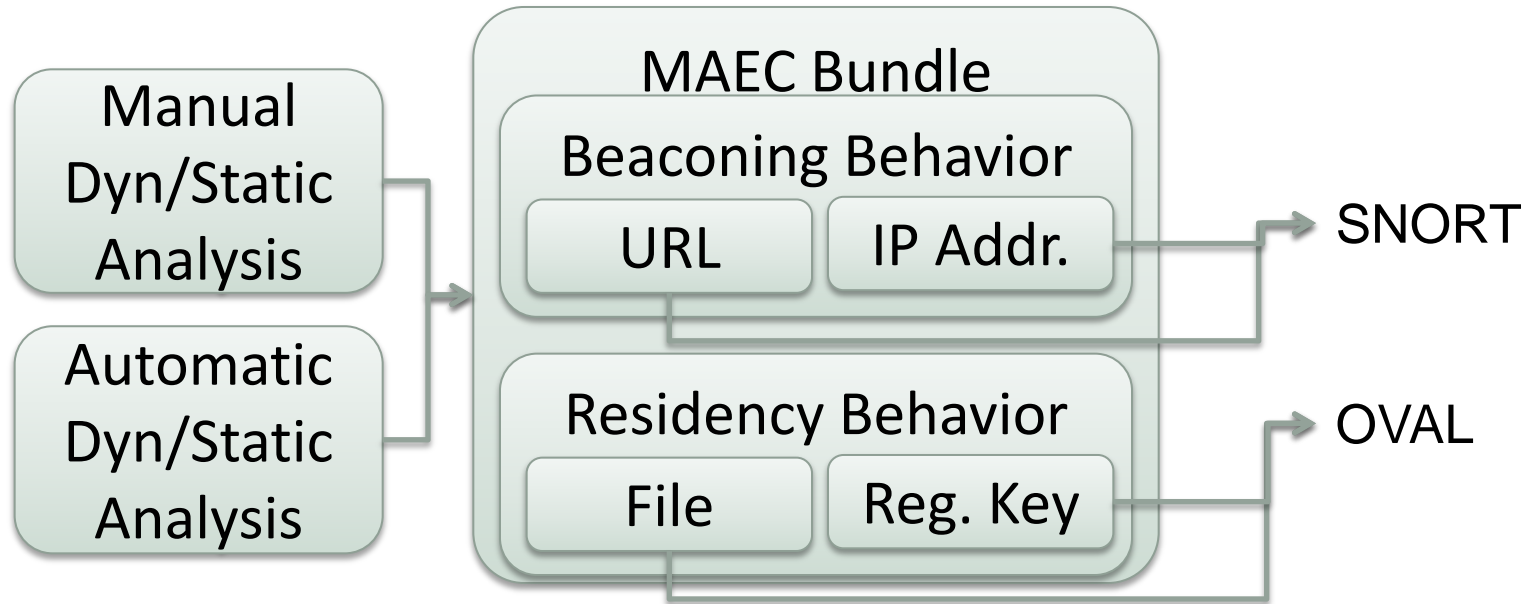 Manual
Dyn/Static
Analysis
Automatic
Dyn/Static
Analysis
MAEC Bundle
Beaconing Behavior
URL
IP Addr.
Residency Behavior
File
Reg. Key
SNORT
OVAL